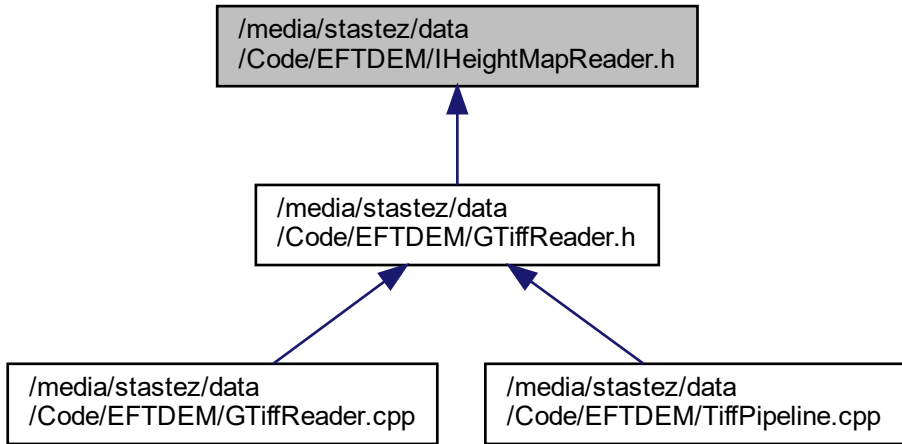 /media/stastez/data
/Code/EFTDEM/IHeightMapReader.h
/media/stastez/data
/Code/EFTDEM/GTiffReader.h
/media/stastez/data
/Code/EFTDEM/GTiffReader.cpp
/media/stastez/data
/Code/EFTDEM/TiffPipeline.cpp